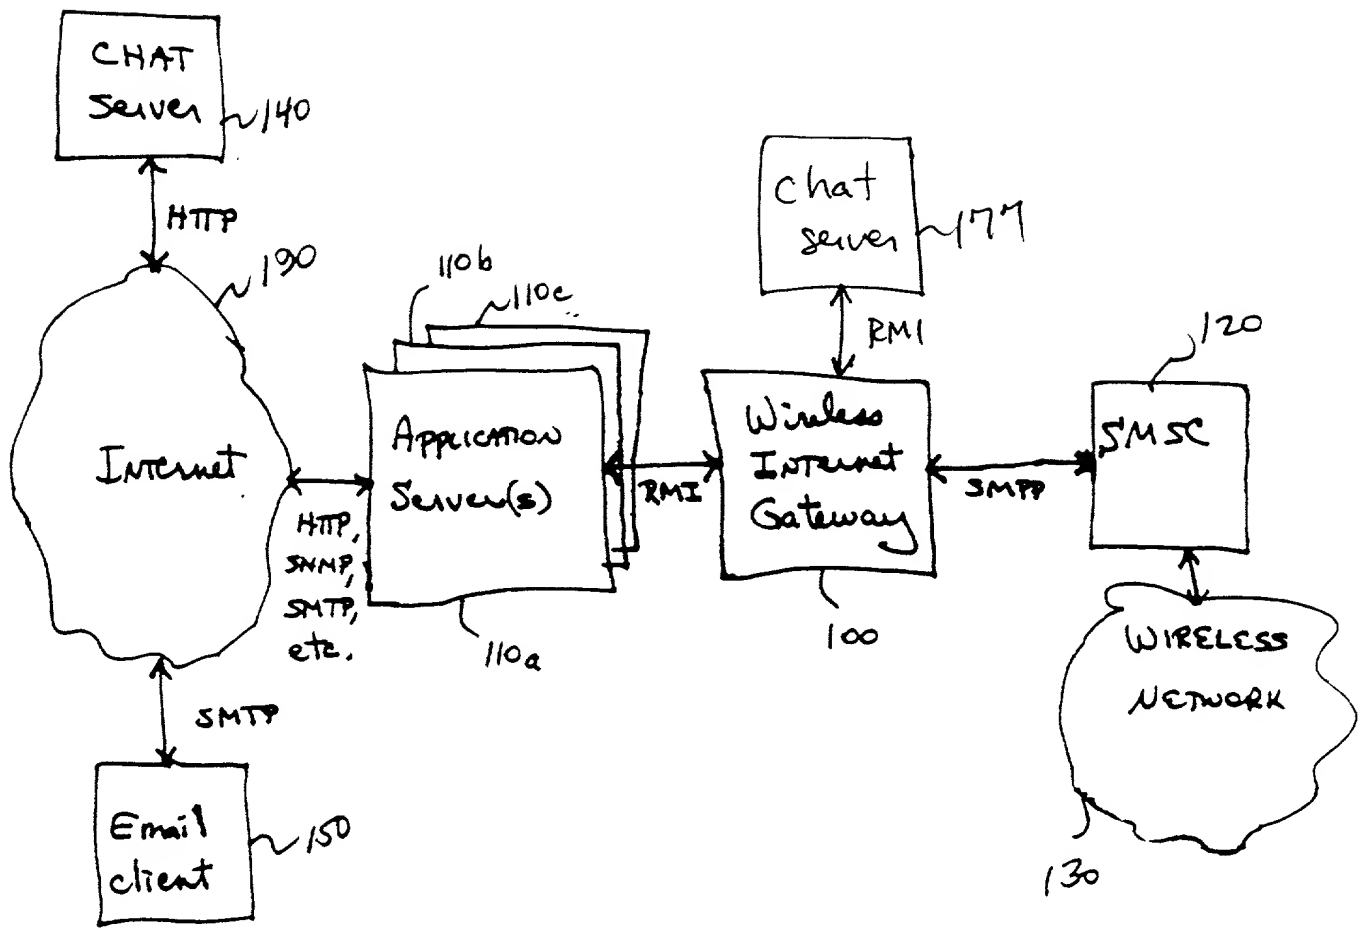 CHAT
Server
140
HTTP
190
Internet
HTTP,
SNMP,
SMTP,
etc.
SMTP
Email
client
150
110b
110c
Application
Server(s)
110a
RMI
Chat
server
177
RMI
Wireless
Internet
Gateway
100
SMPP
120
SMSC
WIRELESS
NETWORK
130